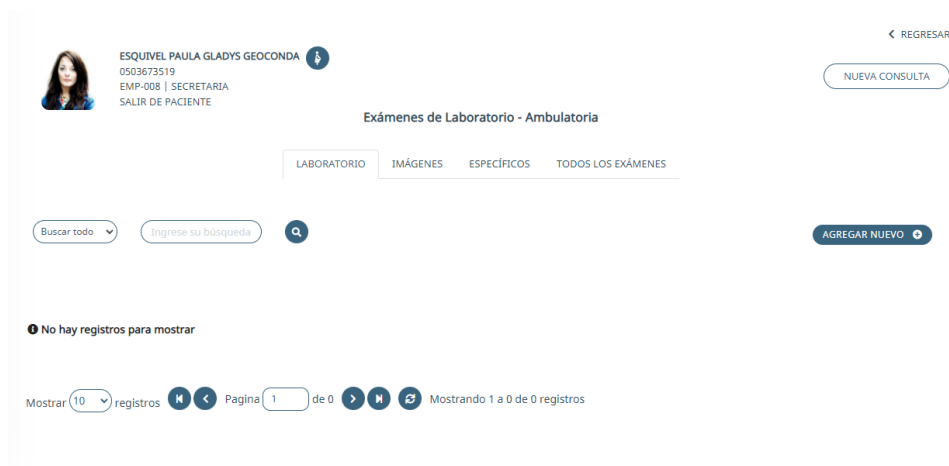 REGRESAR
ESQUIVEL PAULA GLADYS GEOCONDA
0503673519
EMP-008 | SECRETARIA
SALIR DE PACIENTE
NUEVA CONSULTA
Exámenes de Laboratorio - Ambulatoria
LABORATORIO IMÁGENES ESPECÍFICOS TODOS LOS EXÁMENES
Buscar todo Ingrese su búsqueda AGREGAR NUEVO
No hay registros para mostrar
Mostrar 10 registros Pagina 1 de 0 Mostrando 1 a 0 de 0 registros